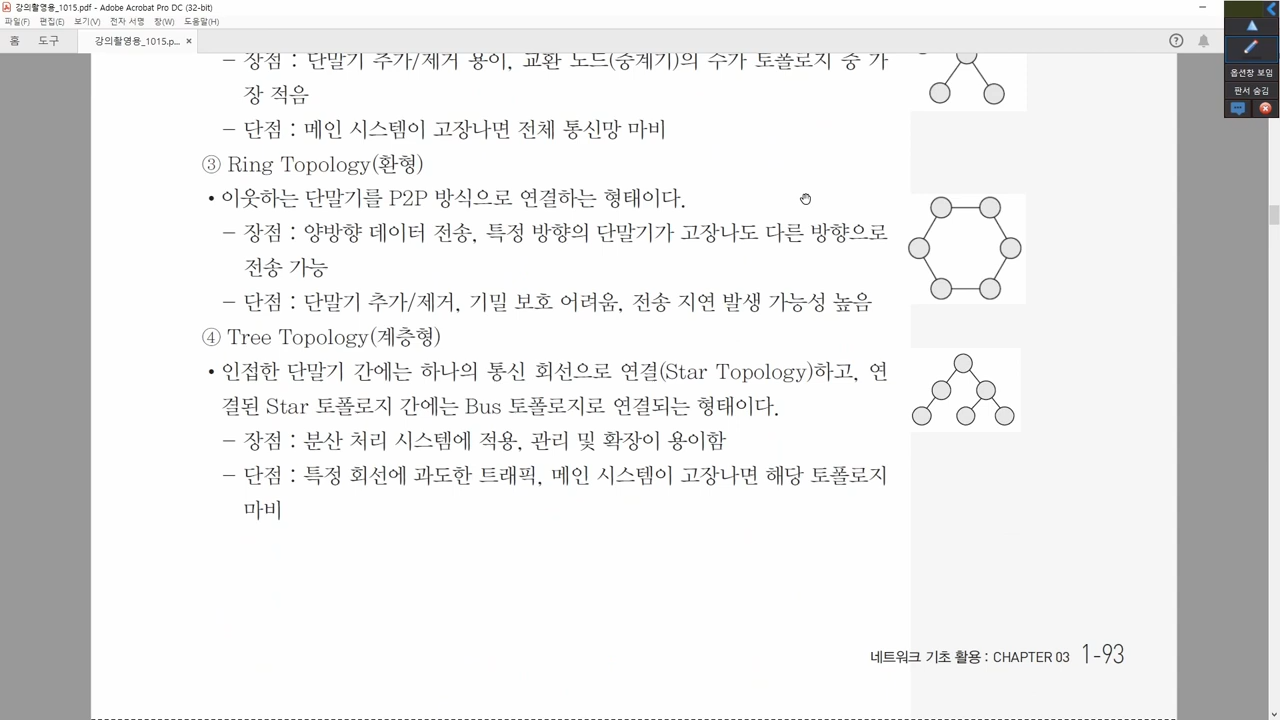 강의촬영용_1015.pdf - Adobe Acrobat Pro DC (32-bit)
파일(F) 편집(E) 보기(V) 전자 서명 창(W) 도움말(H)
홈 도구 강의촬영용_1015.p... ×
옵션창 보임
판서 숨김
– 장점 : 단말기 추가/제거 용이, 교환 노드(중계기)의 수가 토폴로지 중 가
장 적음
– 단점 : 메인 시스템이 고장나면 전체 통신망 마비
③ Ring Topology(환형)
• 이웃하는 단말기를 P2P 방식으로 연결하는 형태이다.
– 장점 : 양방향 데이터 전송, 특정 방향의 단말기가 고장나도 다른 방향으로
전송 가능
– 단점 : 단말기 추가/제거, 기밀 보호 어려움, 전송 지연 발생 가능성 높음
④ Tree Topology(계층형)
• 인접한 단말기 간에는 하나의 통신 회선으로 연결(Star Topology)하고, 연
결된 Star 토폴로지 간에는 Bus 토폴로지로 연결되는 형태이다.
– 장점 : 분산 처리 시스템에 적용, 관리 및 확장이 용이함
– 단점 : 특정 회선에 과도한 트래픽, 메인 시스템이 고장나면 해당 토폴로지
마비
네트워크 기초 활용 : CHAPTER 03 1-93